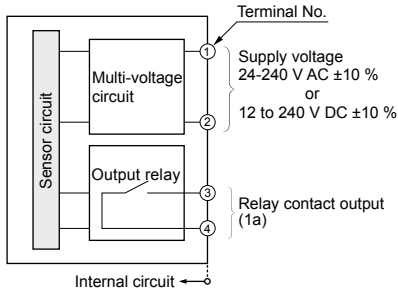 Terminal No.
Sensor circuit
Multi-voltage
circuit
1
2
Supply voltage
24-240 V AC ±10 %
or
12 to 240 V DC ±10 %
Output relay
3
4
Relay contact output
(1a)
Internal circuit